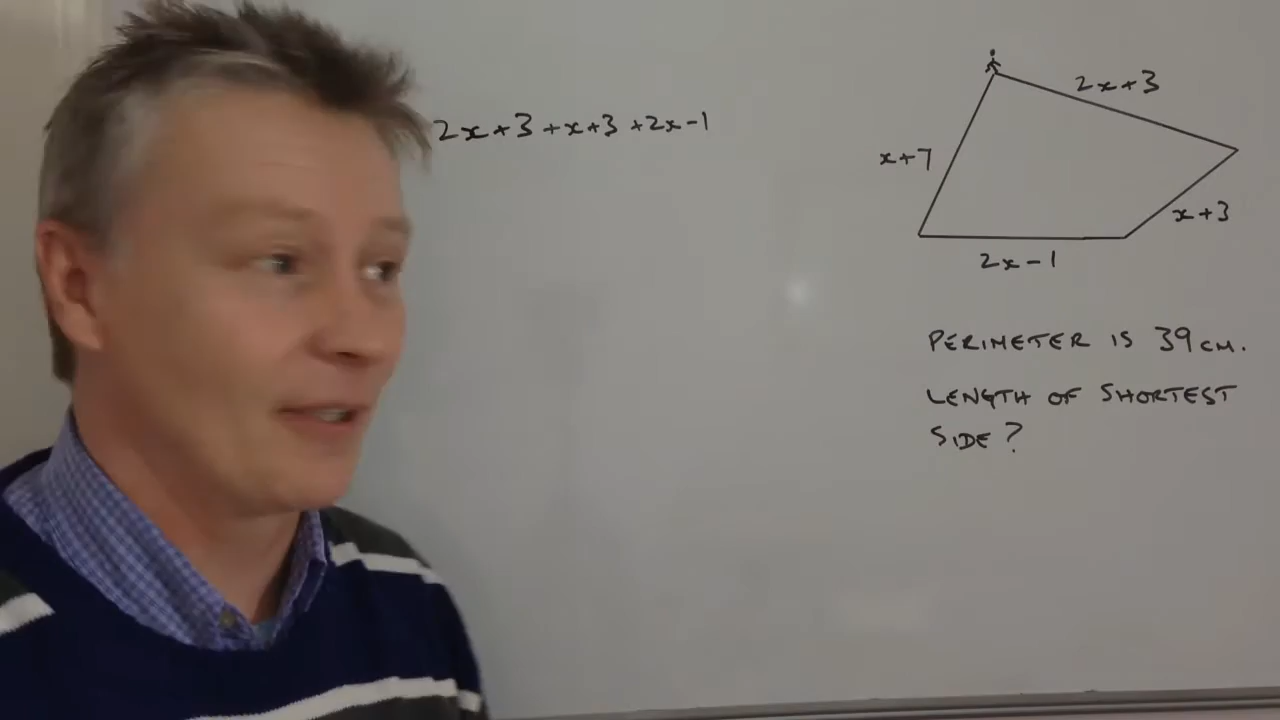 2x+3 +x+3 +2x-1
2x+3
x+7
x+3
2x-1
PERIMETER IS 39cm.
LENGTH OF SHORTEST
SIDE?